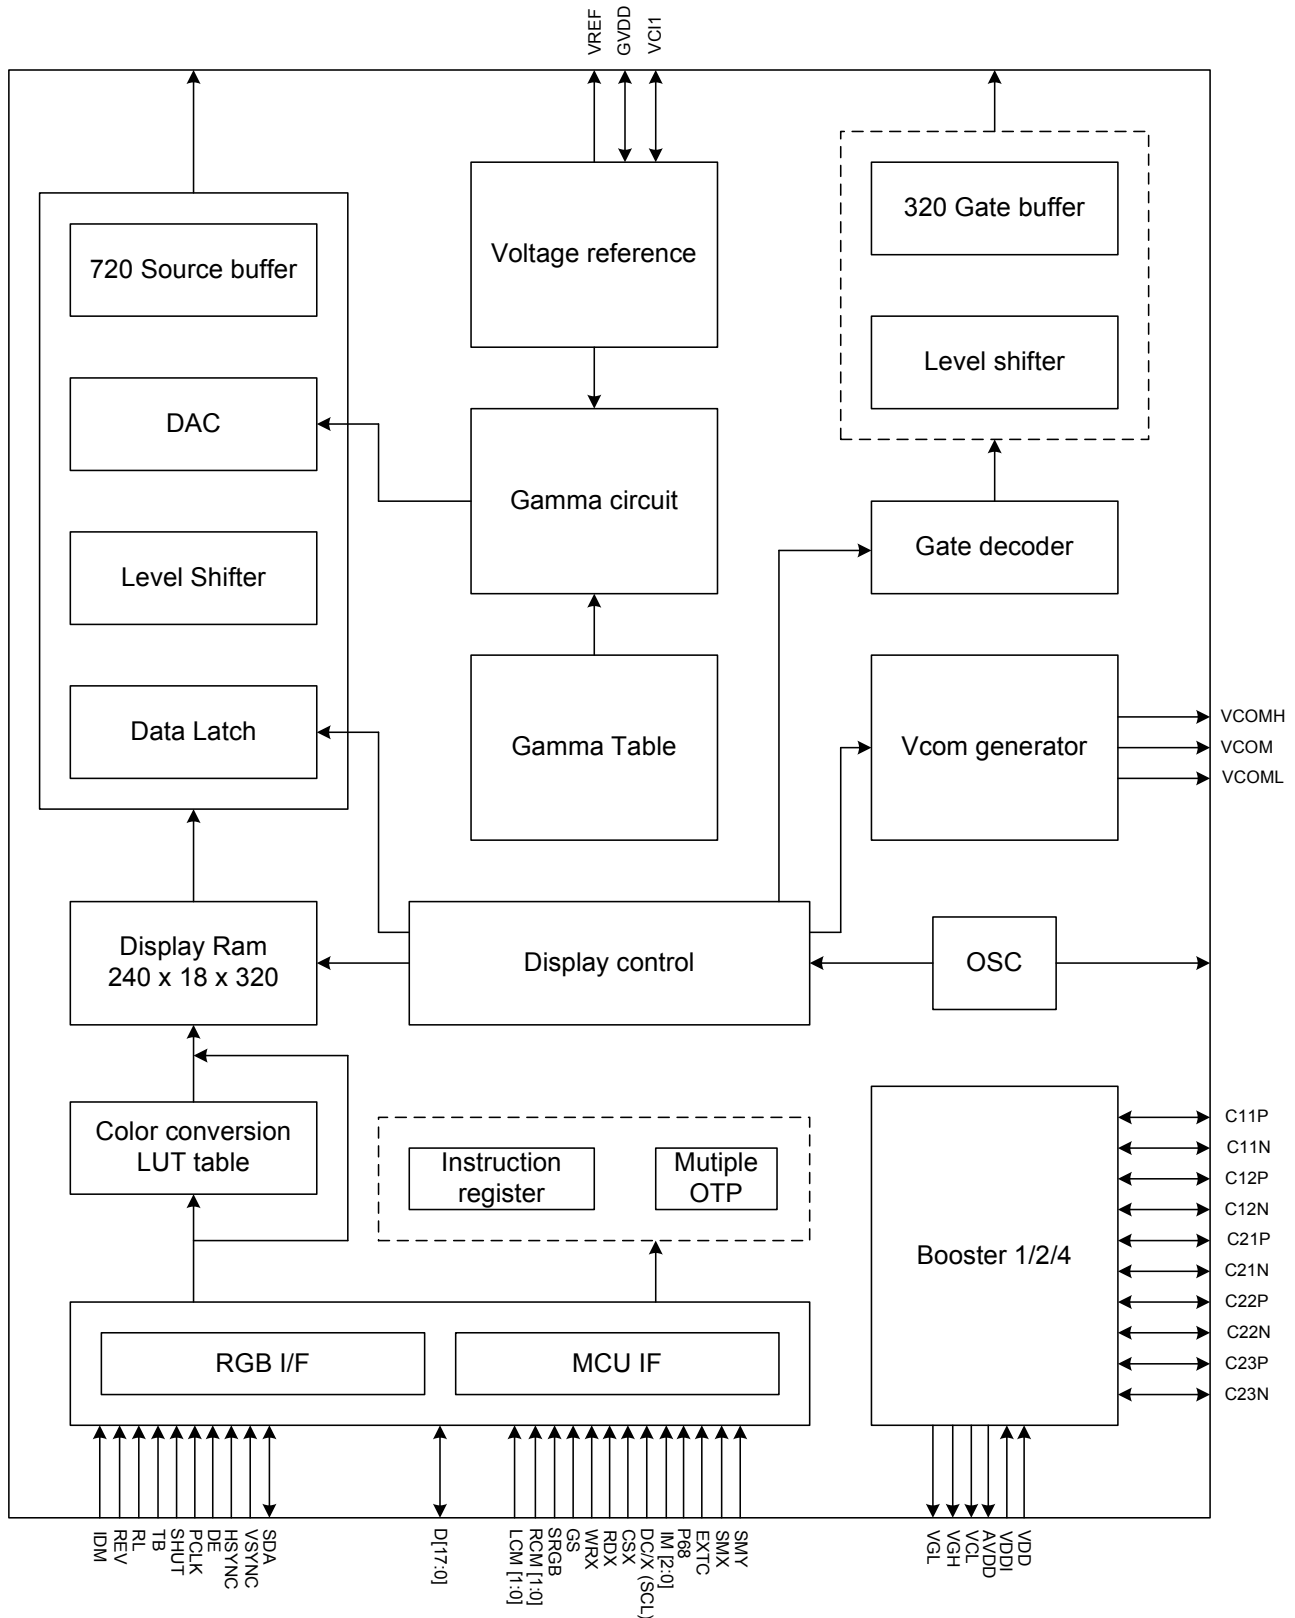 VREF
GVDD
VCI1
720 Source buffer
DAC
Level Shifter
Data Latch
Voltage reference
Gamma circuit
Gamma Table
320 Gate buffer
Level shifter
Gate decoder
Vcom generator
VCOMH
VCOM
VCOML
Display Ram
240 x 18 x 320
Display control
OSC
Color conversion
LUT table
Instruction
register
Mutiple
OTP
Booster 1/2/4
C11P
C11N
C12P
C12N
C21P
C21N
C22P
C22N
C23P
C23N
RGB I/F
MCU IF
IDM
REV
RL
TB
SHUT
PCLK
DE
HSYNC
VSYNC
SDA
D[17:0]
LCM [1:0]
RCM [1:0]
SRGB
GS
WRX
RDX
CSX
DC/X (SCL)
IM [2:0]
P68
EXTC
SMX
SMY
VGL
VGH
VCL
AVDD
VDDI
VDD